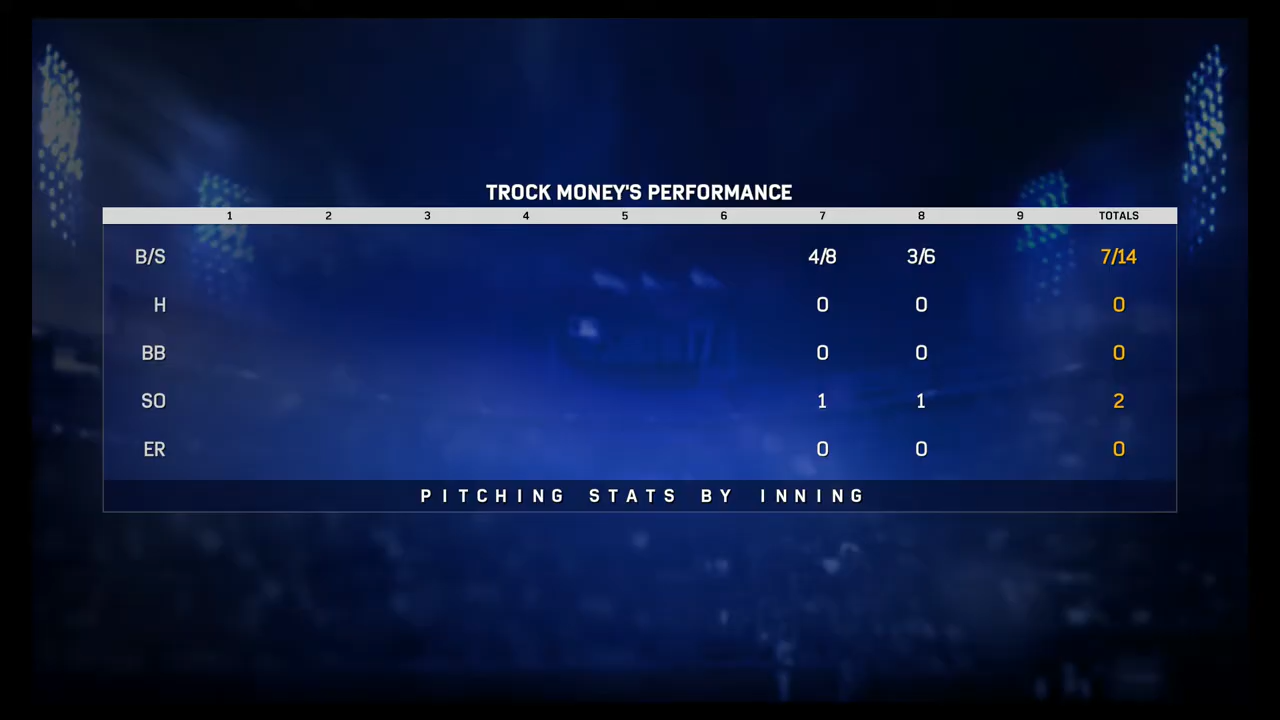 TROCK MONEY'S PERFORMANCE
1 2 3 4 5 6 7 8 9 TOTALS
B/S 4/8 3/6 7/14
H 0 0 0
BB 0 0 0
SO 1 1 2
ER 0 0 0
PITCHING STATS BY INNING